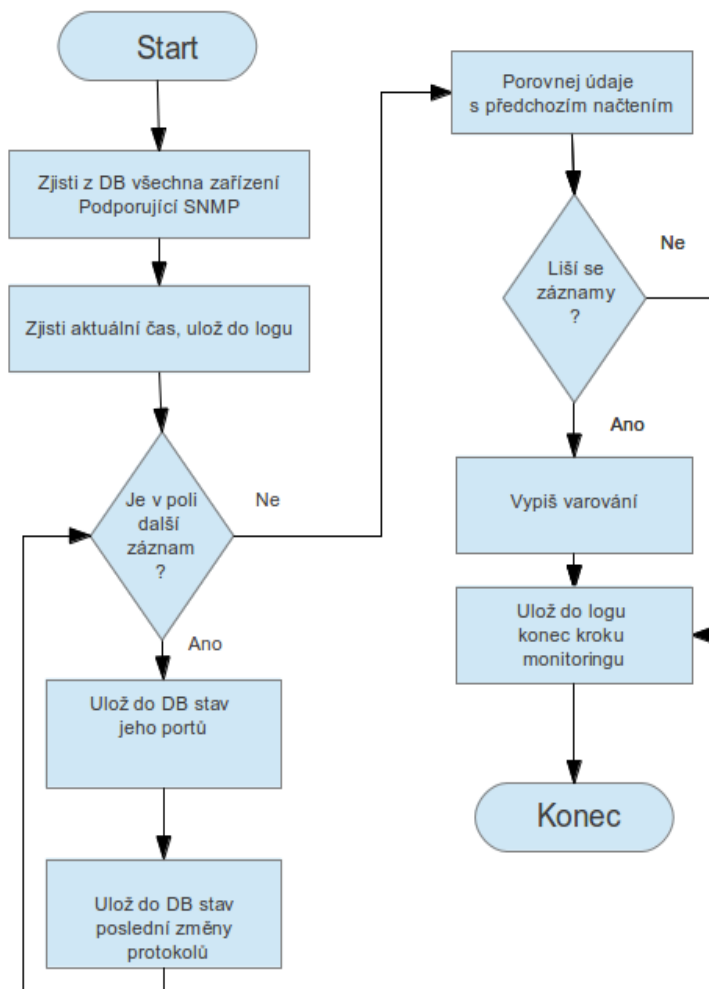 Start
Zjisti z DB všechna zařízení
Podporující SNMP
Zjisti aktuální čas, ulož do logu
Je v poli
další
záznam
?
Ne
Ano
Ulož do DB stav
jeho portů
Ulož do DB stav
poslední změny
protokolů
Porovnej údaje
s předchozím načtením
Liší se
záznamy
?
Ne
Ano
Vypiš varování
Ulož do logu
konec kroku
monitoringu
Konec